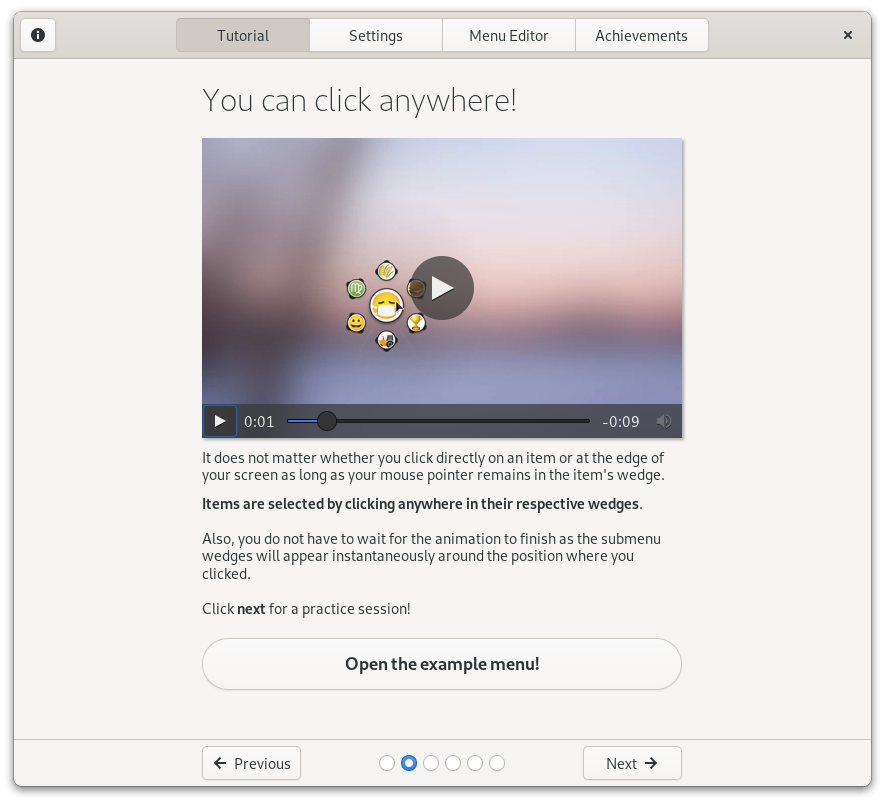 Tutorial
Settings
Menu Editor
Achievements
You can click anywhere!
0:01
-0:09
It does not matter whether you click directly on an item or at the edge of
your screen as long as your mouse pointer remains in the item's wedge.
Items are selected by clicking anywhere in their respective wedges.
Also, you do not have to wait for the animation to finish as the submenu
wedges will appear instantaneously around the position where you
clicked.
Click next for a practice session!
Open the example menu!
Previous
Next